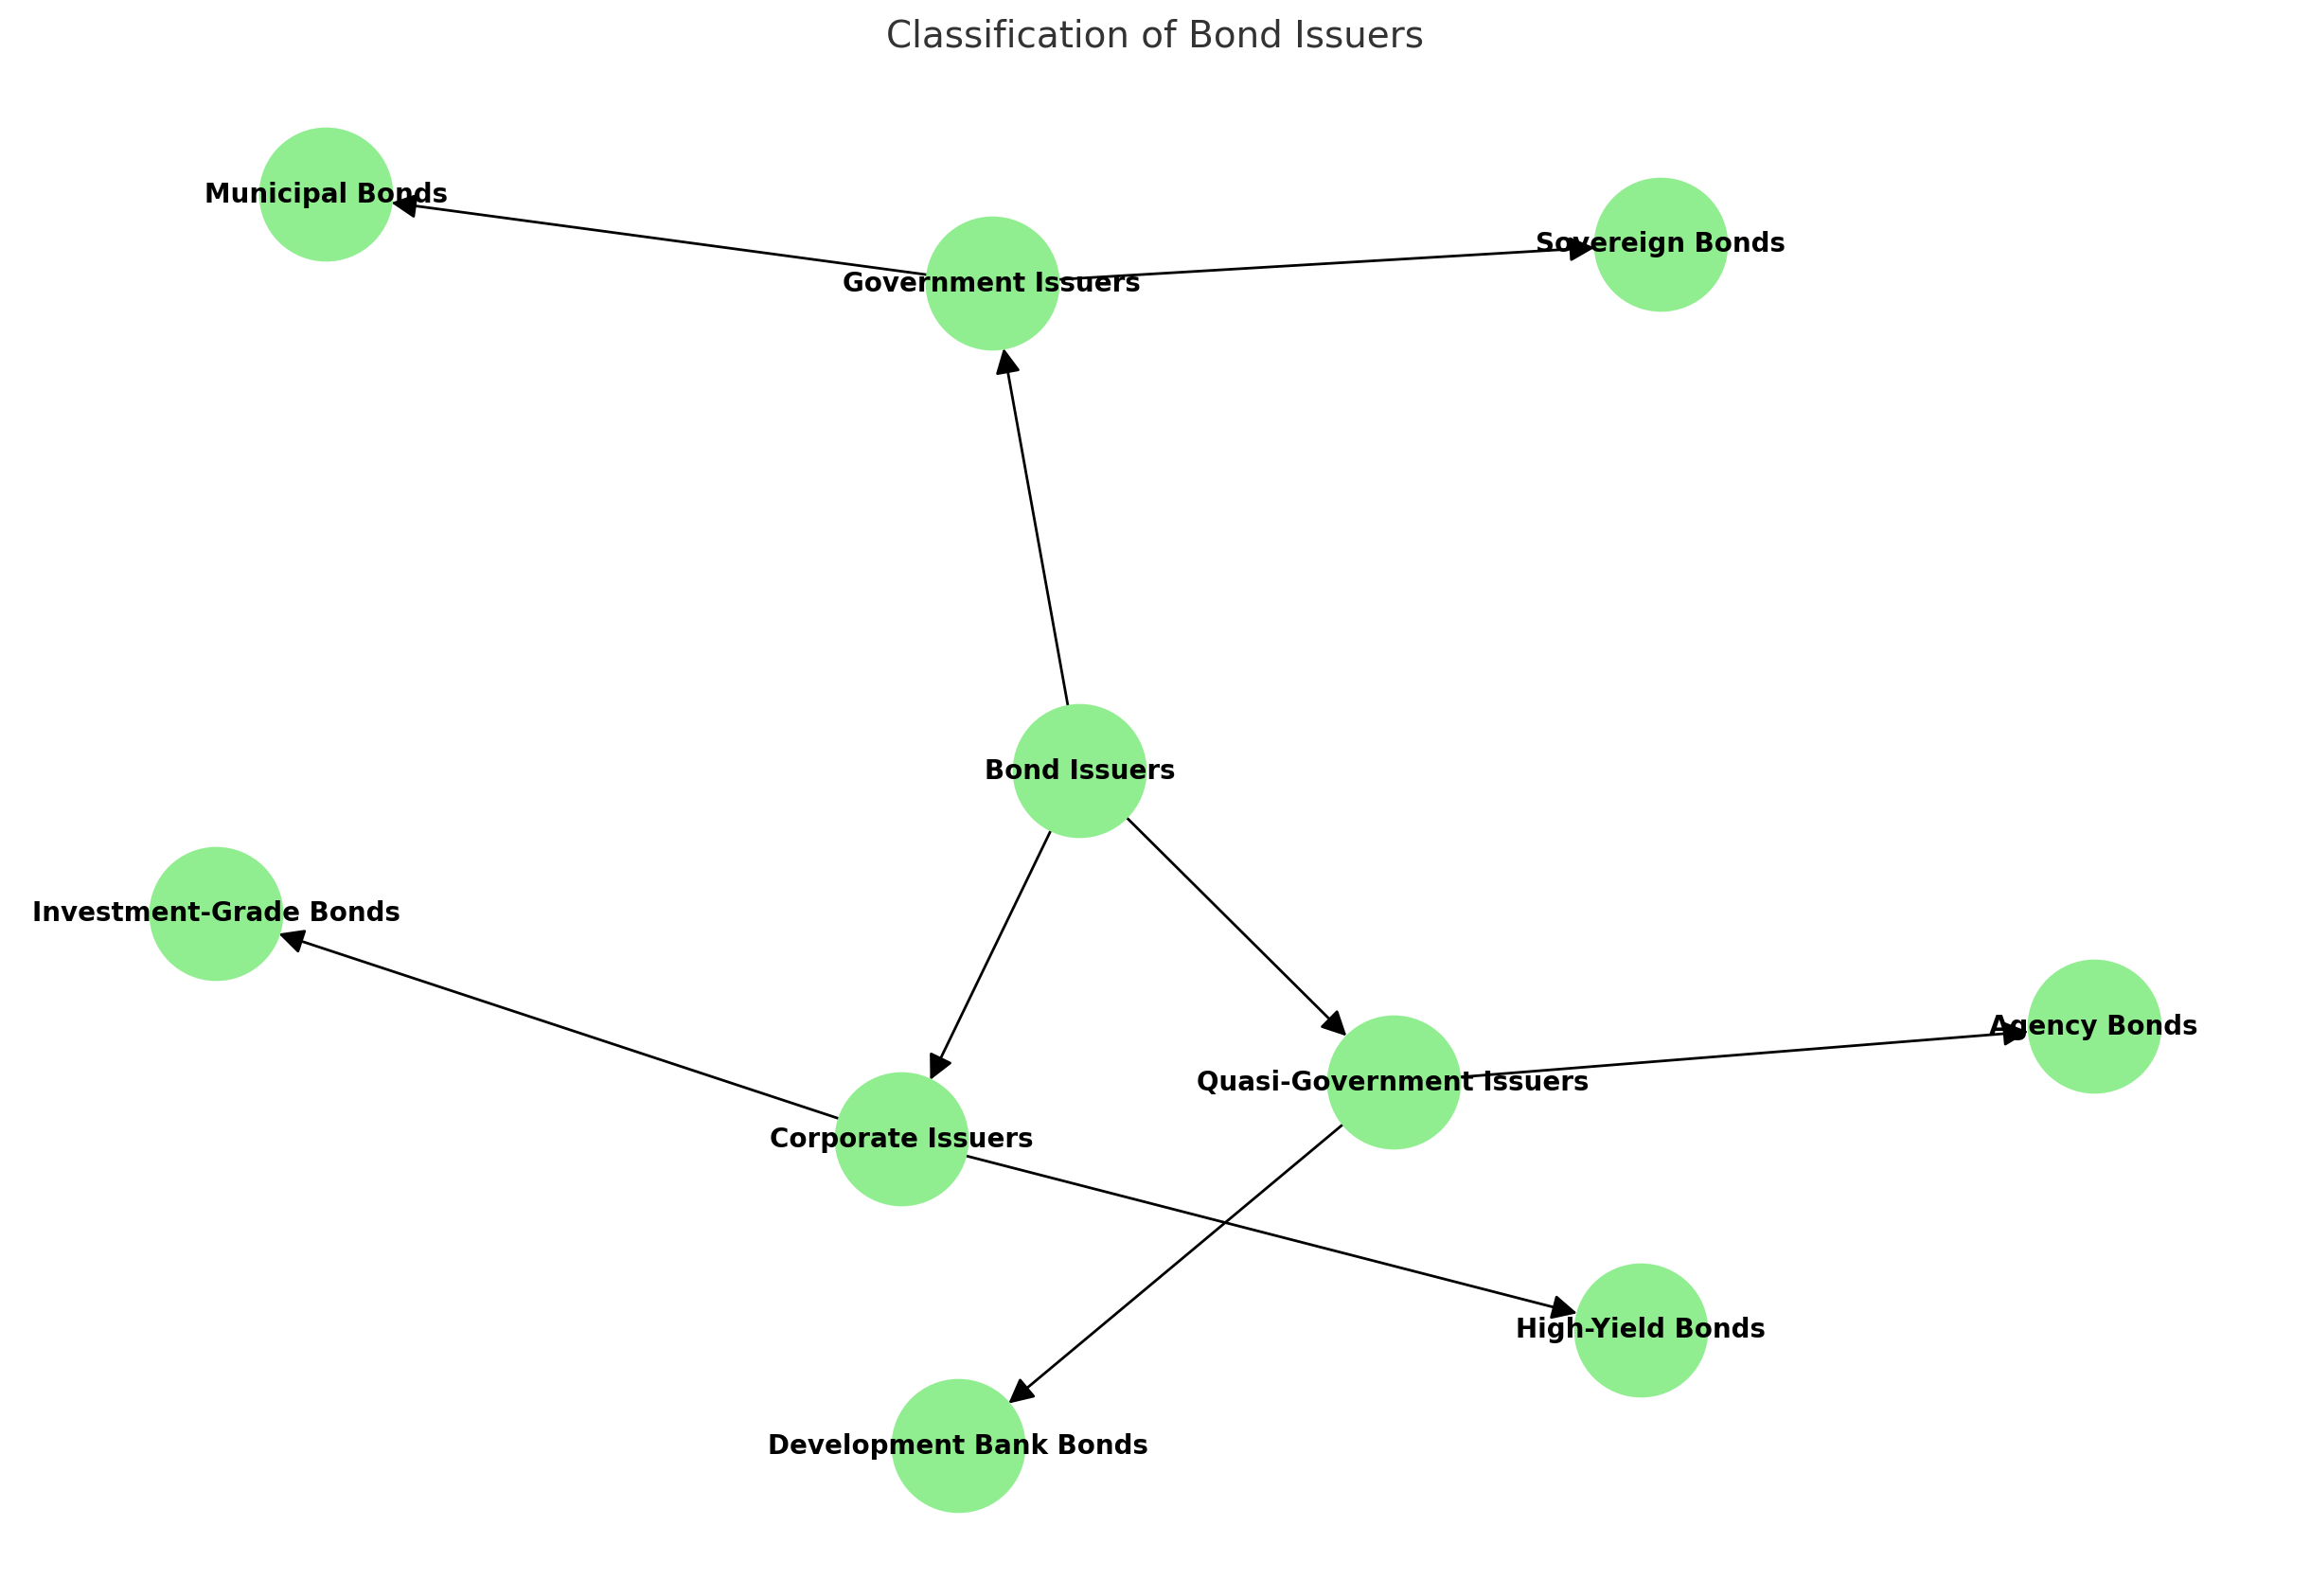 Classification of Bond Issuers
Municipal Bonds
Sovereign Bonds
Government Issuers
Bond Issuers
Investment-Grade Bonds
Agency Bonds
Quasi-Government Issuers
Corporate Issuers
High-Yield Bonds
Development Bank Bonds